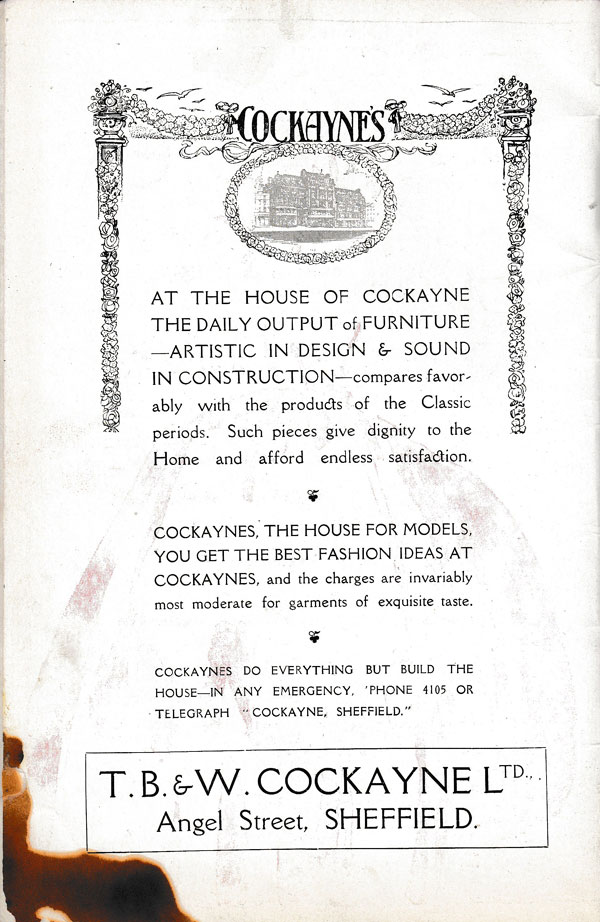 COCKAYNE'S
AT THE HOUSE OF COCKAYNE
THE DAILY OUTPUT of FURNITURE
—ARTISTIC IN DESIGN & SOUND
IN CONSTRUCTION—compares favor-
ably with the products of the Classic
periods. Such pieces give dignity to the
Home and afford endless satisfaction.
COCKAYNES, THE HOUSE FOR MODELS,
YOU GET THE BEST FASHION IDEAS AT
COCKAYNES, and the charges are invariably
most moderate for garments of exquisite taste.
COCKAYNES DO EVERYTHING BUT BUILD THE
HOUSE—IN ANY EMERGENCY, 'PHONE 4105 OR
TELEGRAPH "COCKAYNE, SHEFFIELD."
T. B. & W. COCKAYNE LTD.,
Angel Street, SHEFFIELD.